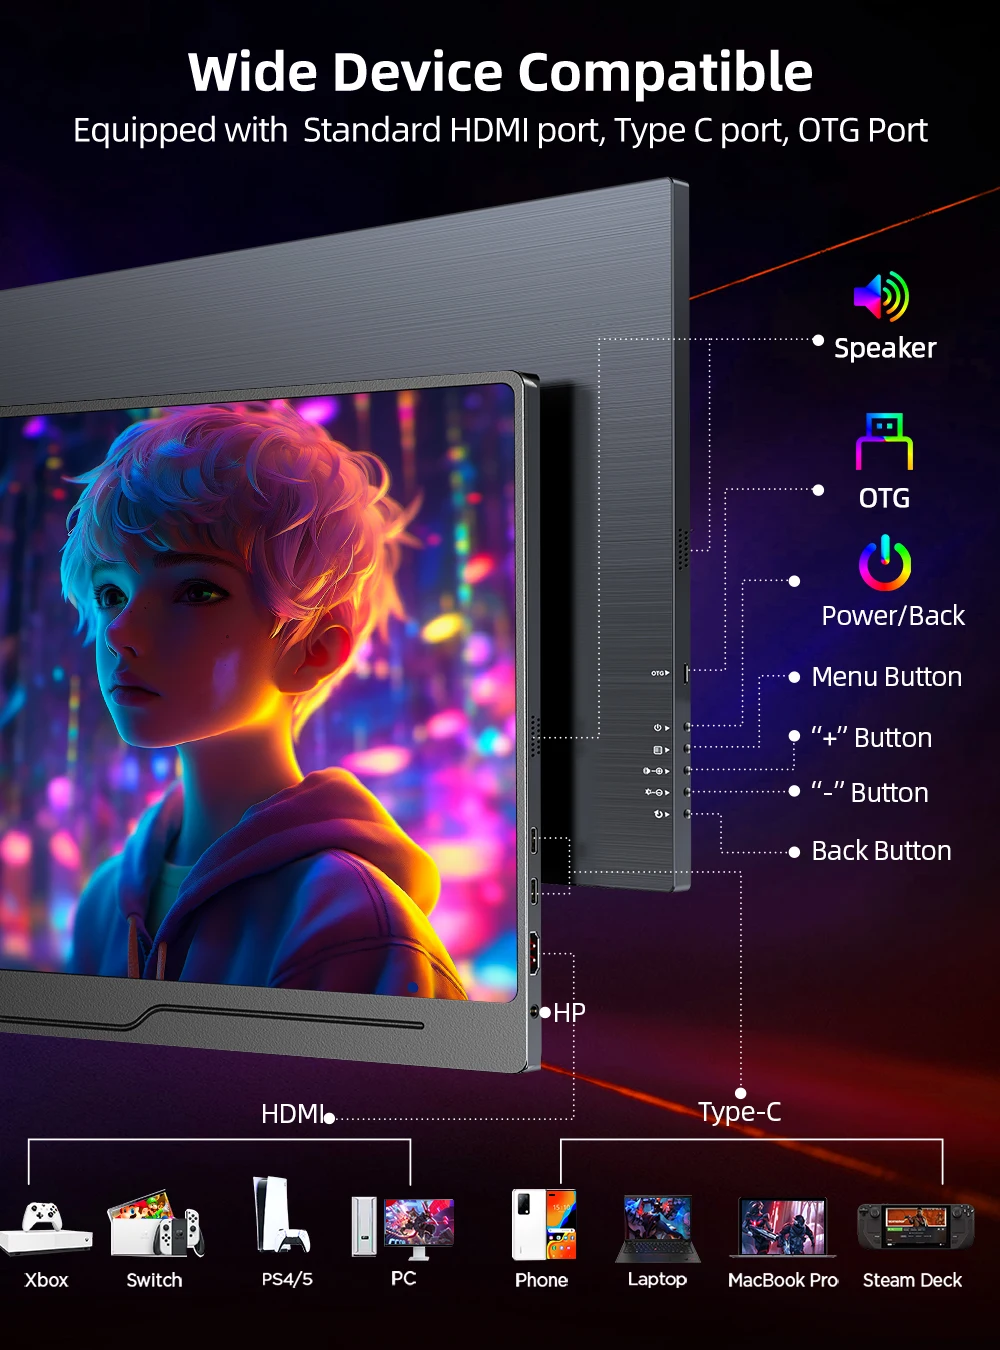 Wide Device Compatible
Equipped with Standard HDMI port, Type C port, OTG Port
Speaker
OTG
Power/Back
OTG
Menu Button
“+” Button
“-” Button
Back Button
HP
HDMI
Type-C
Xbox
Switch
PS4/5
PC
Phone
Laptop
MacBook Pro
Steam Deck